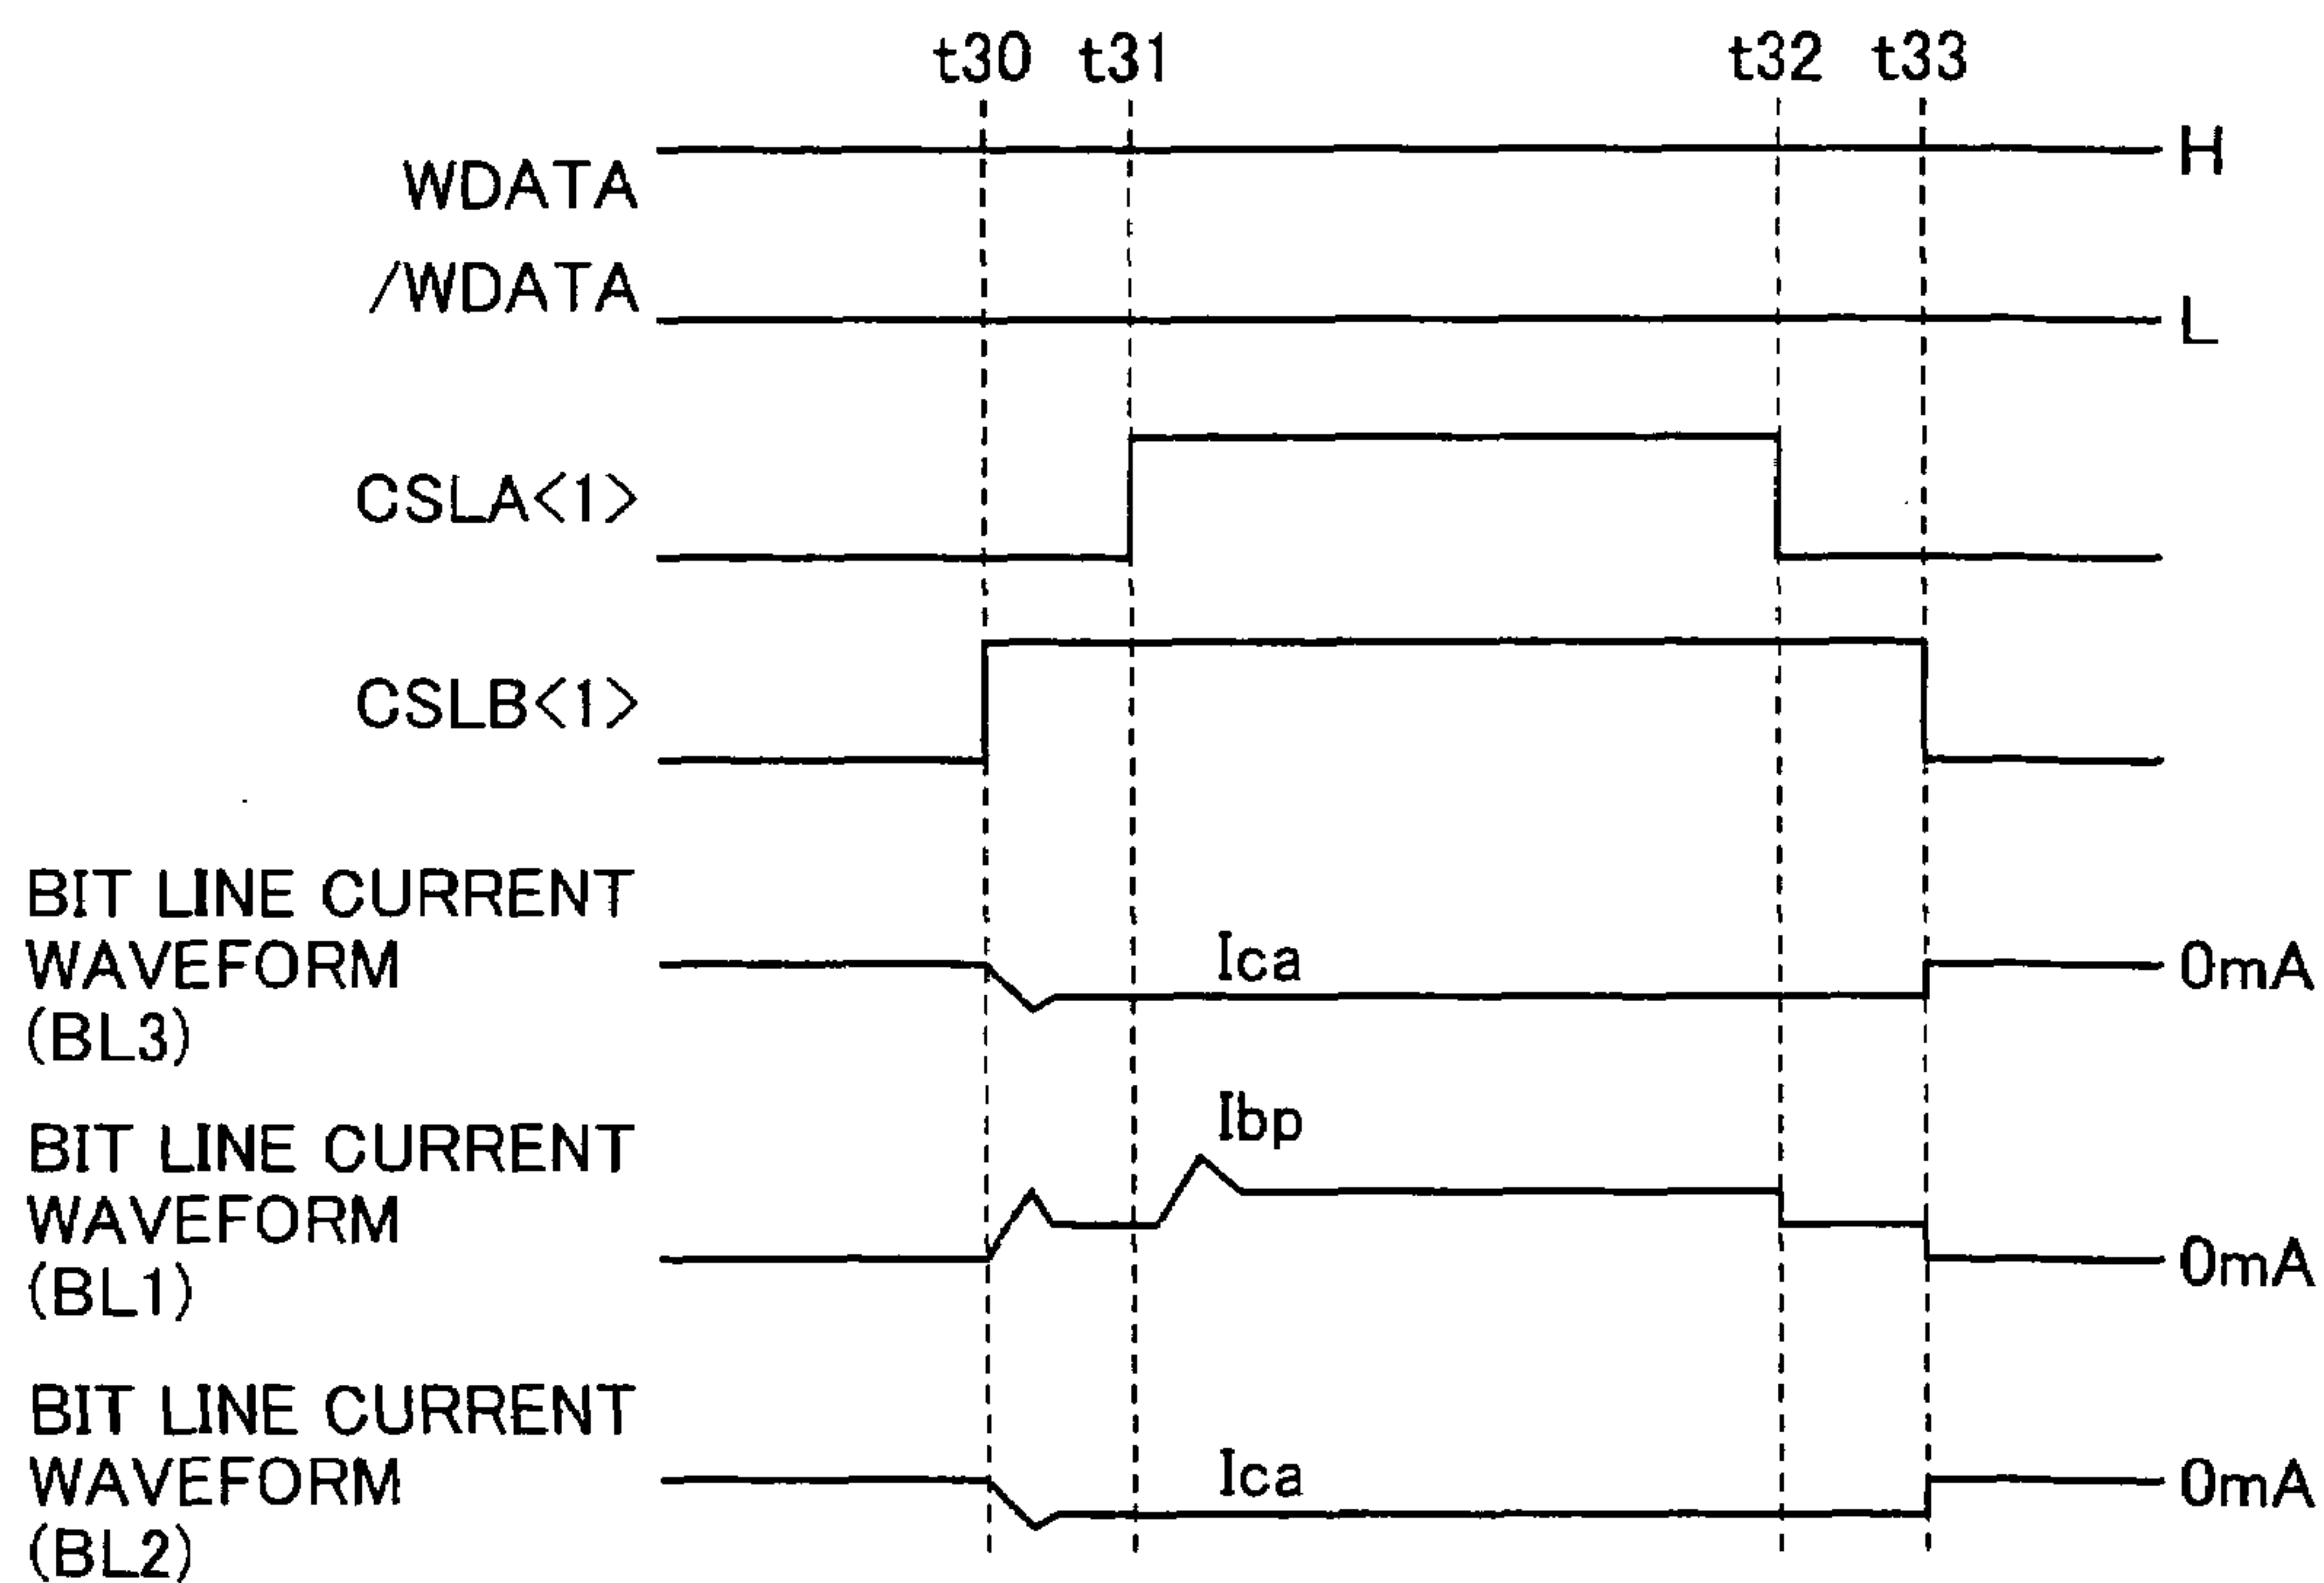 t30 t31 t32 t33
WDATA H
/WDATA L
CSLA<1>
CSLB<1>
BIT LINE CURRENT
WAVEFORM
(BL3)
Ica
0mA
BIT LINE CURRENT
WAVEFORM
(BL1)
Ibp
0mA
BIT LINE CURRENT
WAVEFORM
(BL2)
Ica
0mA